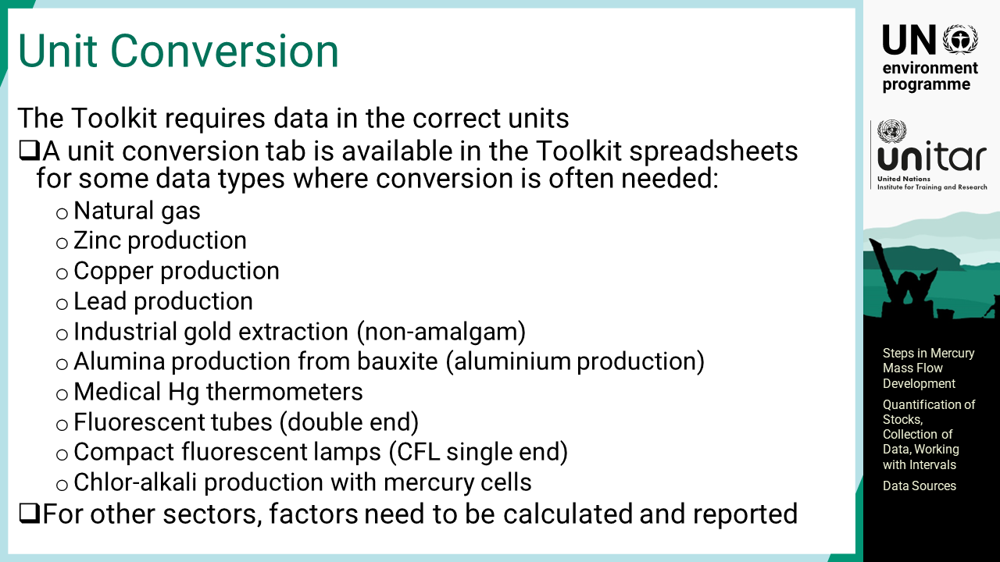 Unit Conversion
The Toolkit requires data in the correct units
❑A unit conversion tab is available in the Toolkit spreadsheets
for some data types where conversion is often needed:
o Natural gas
o Zinc production
o Copper production
o Lead production
o Industrial gold extraction (non-amalgam)
o Alumina production from bauxite (aluminium production)
o Medical Hg thermometers
o Fluorescent tubes (double end)
o Compact fluorescent lamps (CFL single end)
o Chlor-alkali production with mercury cells
❑For other sectors, factors need to be calculated and reported
UN
environment
programme
unitar
United Nations
Institute for Training and Research
Steps in Mercury
Mass Flow
Development
Quantification of
Stocks,
Collection of
Data, Working
with Intervals
Data Sources